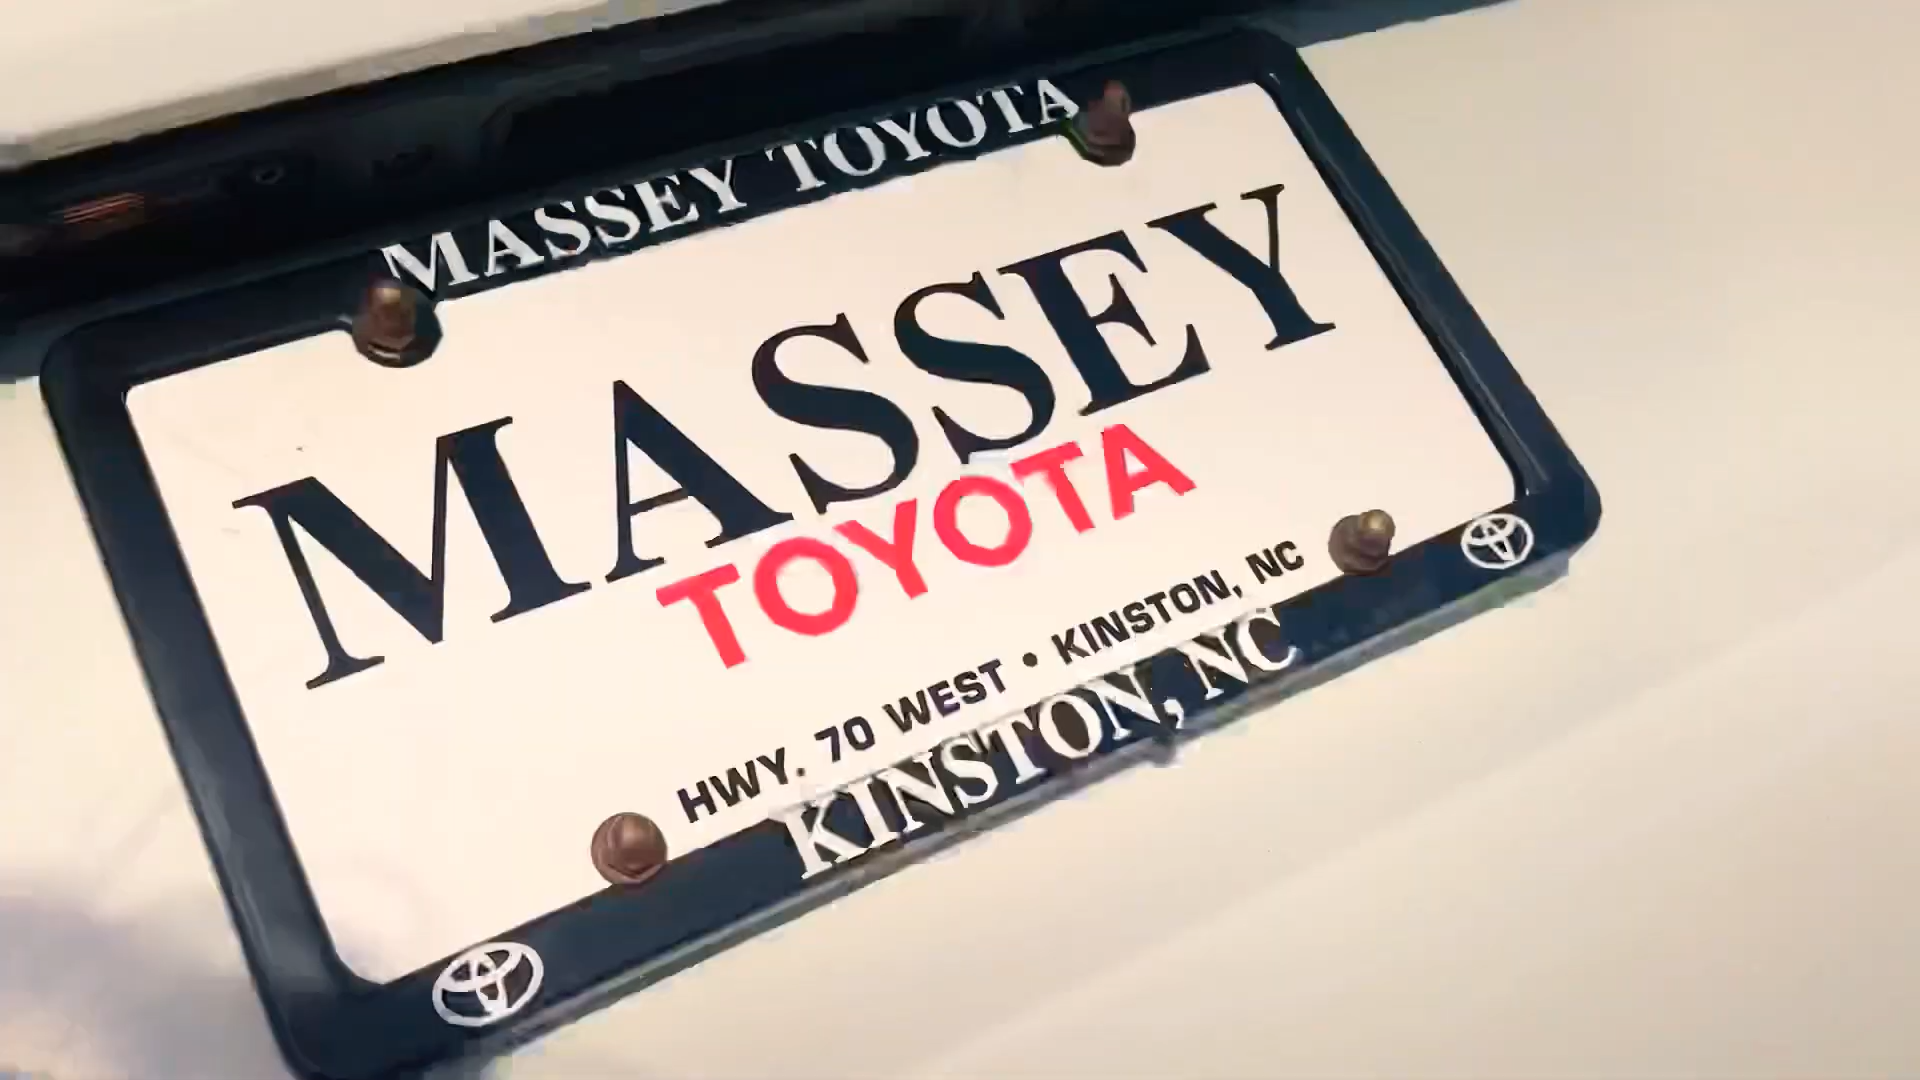 MASSEY TOYOTA
MASSEY
TOYOTA
HWY. 70 WEST • KINSTON, NC
KINSTON, NC